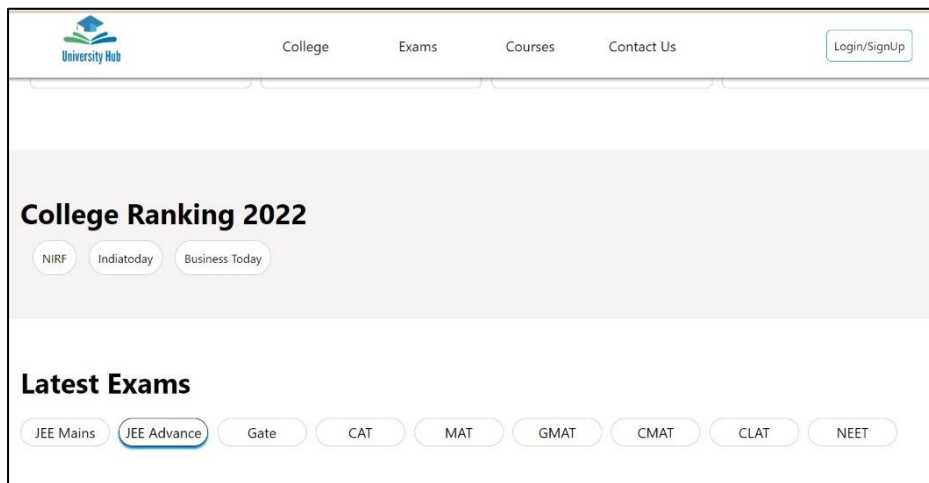 University Hub
College Exams Courses Contact Us Login/SignUp
College Ranking 2022
NIRF Indiatoday Business Today
Latest Exams
JEE Mains JEE Advance Gate CAT MAT GMAT CMAT CLAT NEET